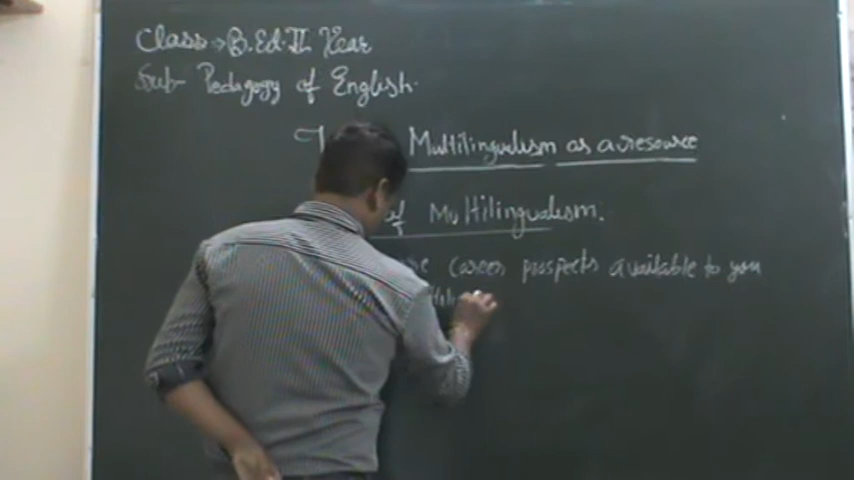 Class → B.Ed. II Year
Sub- Pedagogy of English.
Multilingualism as a resource
of Multilingualism.
career prospects available to you